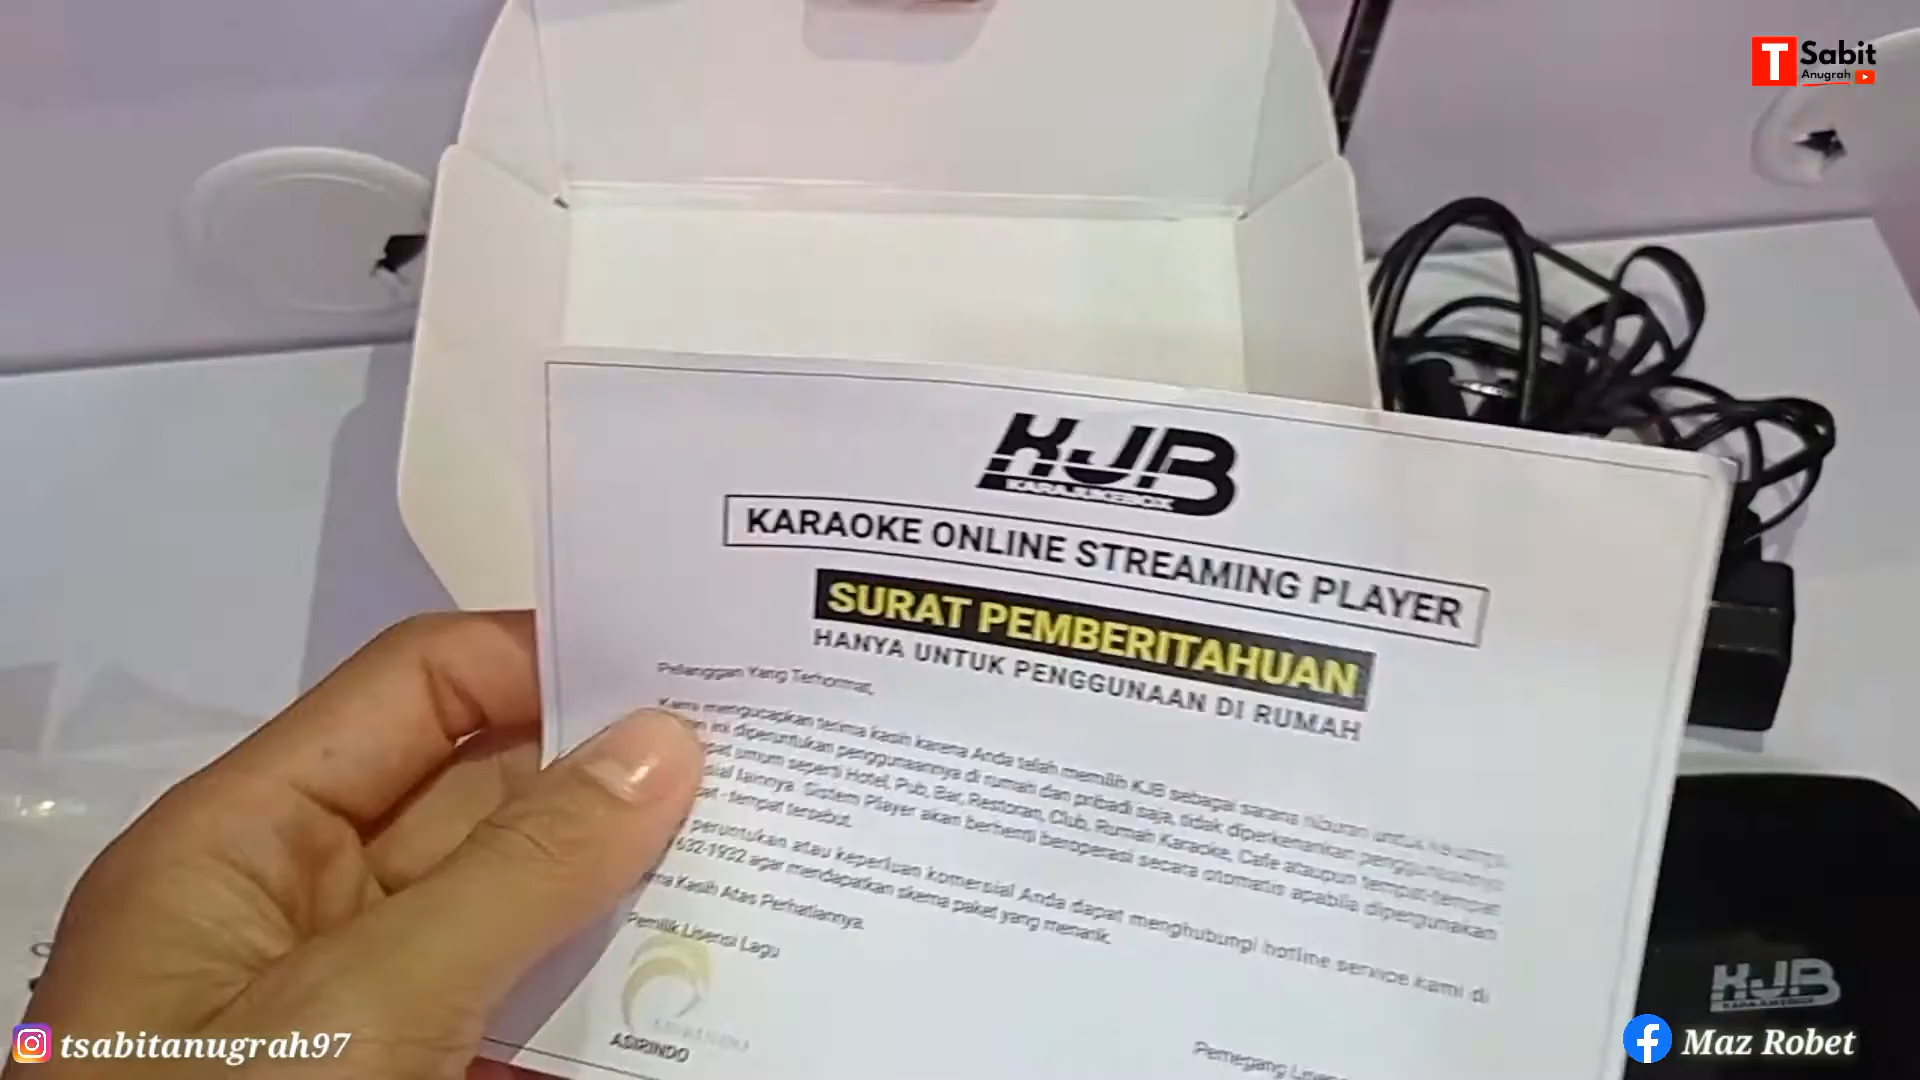 T Sabit
Anugrah
KJB
KARAJUKEBOX
KARAOKE ONLINE STREAMING PLAYER
SURAT PEMBERITAHUAN
HANYA UNTUK PENGGUNAAN DI RUMAH
Pelanggan Yang Terhormat,
Kami mengucapkan terima kasih karena Anda telah memilih KJB sebagai sarana hiburan untuk keluarga.
ini diperuntukan penggunaannya di rumah dan pribadi saja, tidak diperkenankan penggunaannya
umum seperti Hotel, Pub, Bar, Restoran, Club, Rumah Karaoke, Cafe ataupun tempat-tempat
lainnya. Sistem Player akan berhenti beroperasi secara otomatis apabila dipergunakan
- tempat tersebut.
peruntukan atau keperluan komersial Anda dapat menghubungi hotline service kami di
632-1922 agar mendapatkan skema paket yang menarik.
Kasih Atas Perhatiannya.
Pemilik Lisensi Lagu
ASIRINDO
Pemegang
KJB
KARAJUKEBOX
tsabitanugrah97
Maz Robet